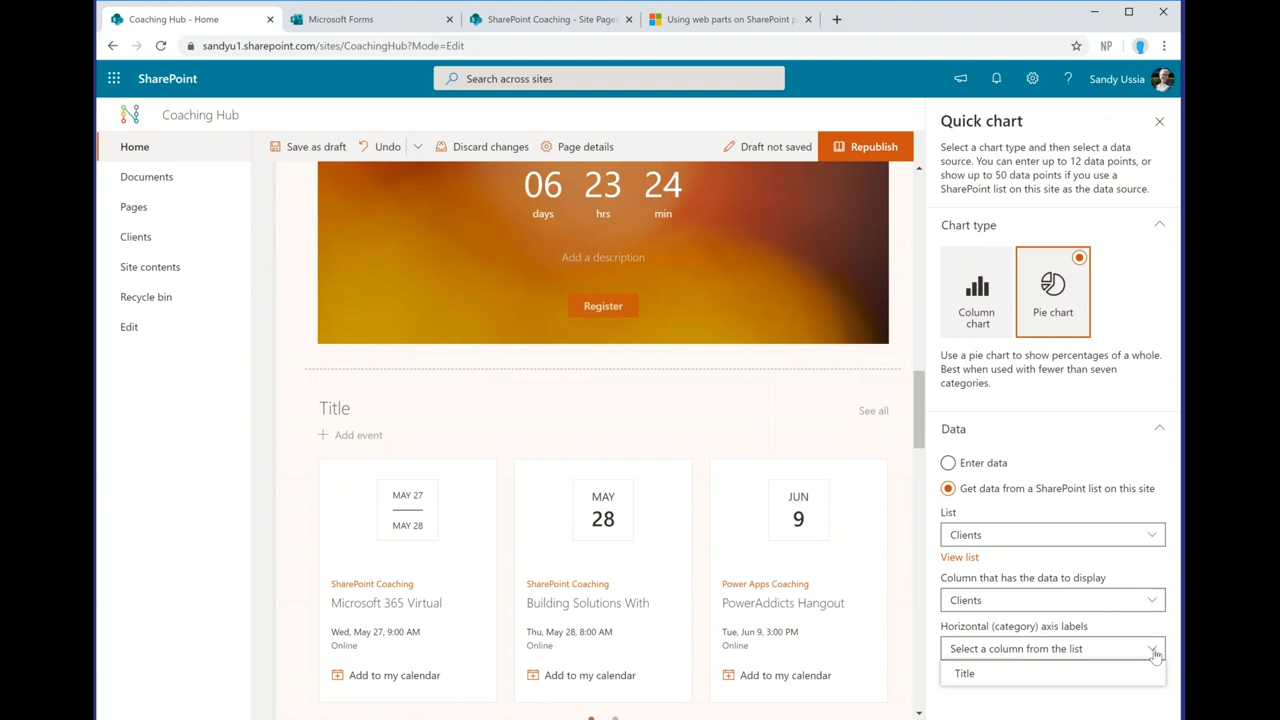 Coaching Hub - Home
Microsoft Forms
SharePoint Coaching - Site Pages
Using web parts on SharePoint p
sandyu1.sharepoint.com/sites/CoachingHub?Mode=Edit
NP
SharePoint
Search across sites
Sandy Ussia
Coaching Hub
Home
Documents
Pages
Clients
Site contents
Recycle bin
Edit
Save as draft
Undo
Discard changes
Page details
Draft not saved
Republish
06 23 24
days hrs min
Add a description
Register
Title
See all
Add event
MAY 27
MAY 28
SharePoint Coaching
Microsoft 365 Virtual
Wed, May 27, 9:00 AM
Online
Add to my calendar
MAY
28
SharePoint Coaching
Building Solutions With
Thu, May 28, 8:00 AM
Online
Add to my calendar
JUN
9
Power Apps Coaching
PowerAddicts Hangout
Tue, Jun 9, 3:00 PM
Online
Add to my calendar
Quick chart
Select a chart type and then select a data
source. You can enter up to 12 data points, or
show up to 50 data points if you use a
SharePoint list on this site as the data source.
Chart type
Column
chart
Pie chart
Use a pie chart to show percentages of a whole.
Best when used with fewer than seven
categories.
Data
Enter data
Get data from a SharePoint list on this site
List
Clients
View list
Column that has the data to display
Clients
Horizontal (category) axis labels
Select a column from the list
Title